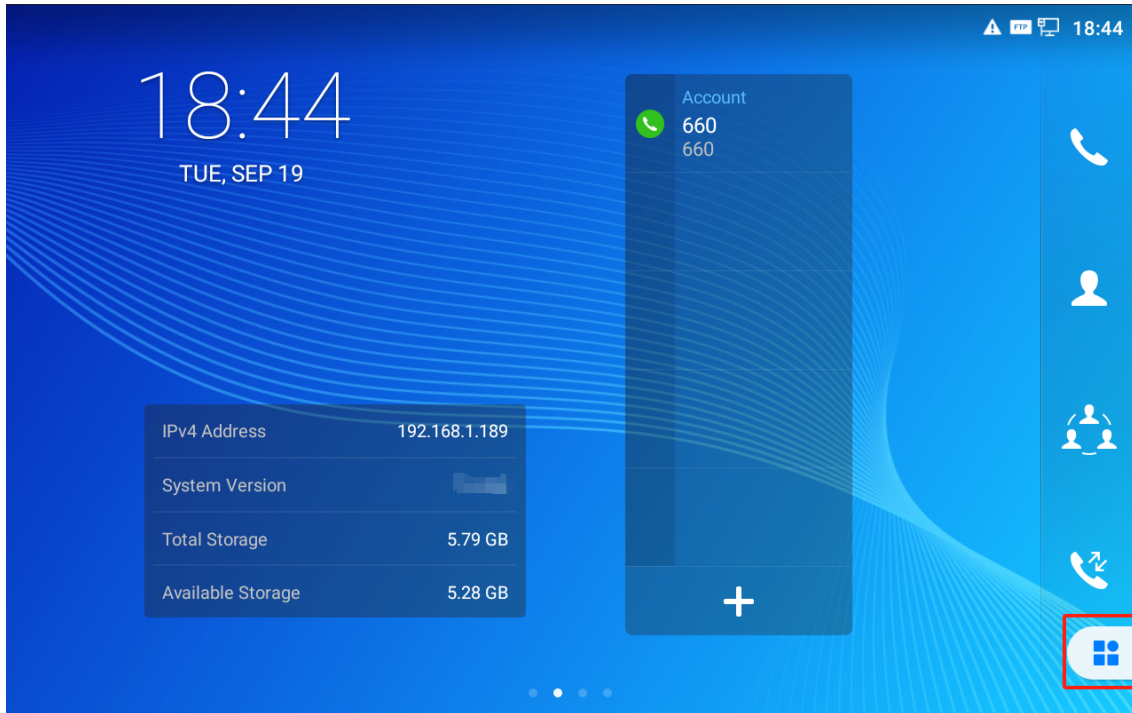 FTP 18:44
18:44
TUE, SEP 19
Account
660
660
IPv4 Address 192.168.1.189
System Version
Total Storage 5.79 GB
Available Storage 5.28 GB